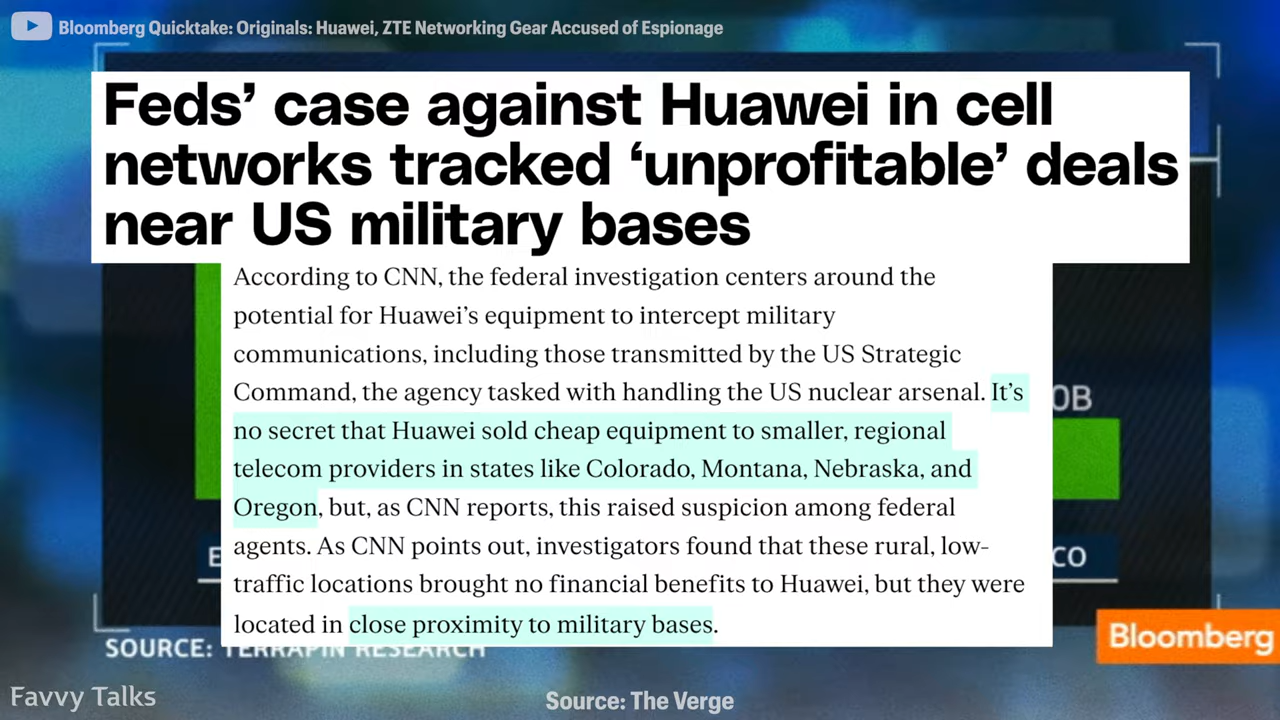 Bloomberg Quicktake: Originals: Huawei, ZTE Networking Gear Accused of Espionage
Feds’ case against Huawei in cell
networks tracked ‘unprofitable’ deals
near US military bases
According to CNN, the federal investigation centers around the
potential for Huawei’s equipment to intercept military
communications, including those transmitted by the US Strategic
Command, the agency tasked with handling the US nuclear arsenal. It’s
no secret that Huawei sold cheap equipment to smaller, regional
telecom providers in states like Colorado, Montana, Nebraska, and
Oregon, but, as CNN reports, this raised suspicion among federal
agents. As CNN points out, investigators found that these rural, low-
traffic locations brought no financial benefits to Huawei, but they were
located in close proximity to military bases.
SOURCE: TERRAPIN RESEARCH
Bloomberg
Favvy Talks
Source: The Verge